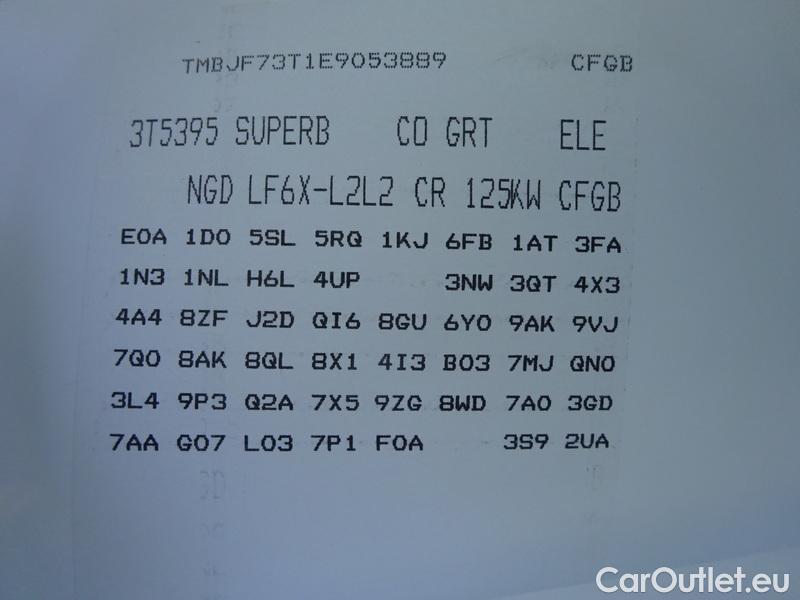 TMBJF73T1E9053889 CFGB
3T5395 SUPERB CO GRT ELE
NGD LF6X-L2L2 CR 125KW CFGB
E0A 1D0 5SL 5RQ 1KJ 6FB 1AT 3FA
1N3 1NL H6L 4UP 3NW 3QT 4X3
4A4 8ZF J2D QI6 8GU 6Y0 9AK 9VJ
7Q0 8AK 8QL 8X1 4I3 B03 7MJ QN0
3L4 9P3 Q2A 7X5 9ZG 8WD 7A0 3GD
7AA G07 L03 7P1 F0A 3S9 2UA
CarOutlet.eu